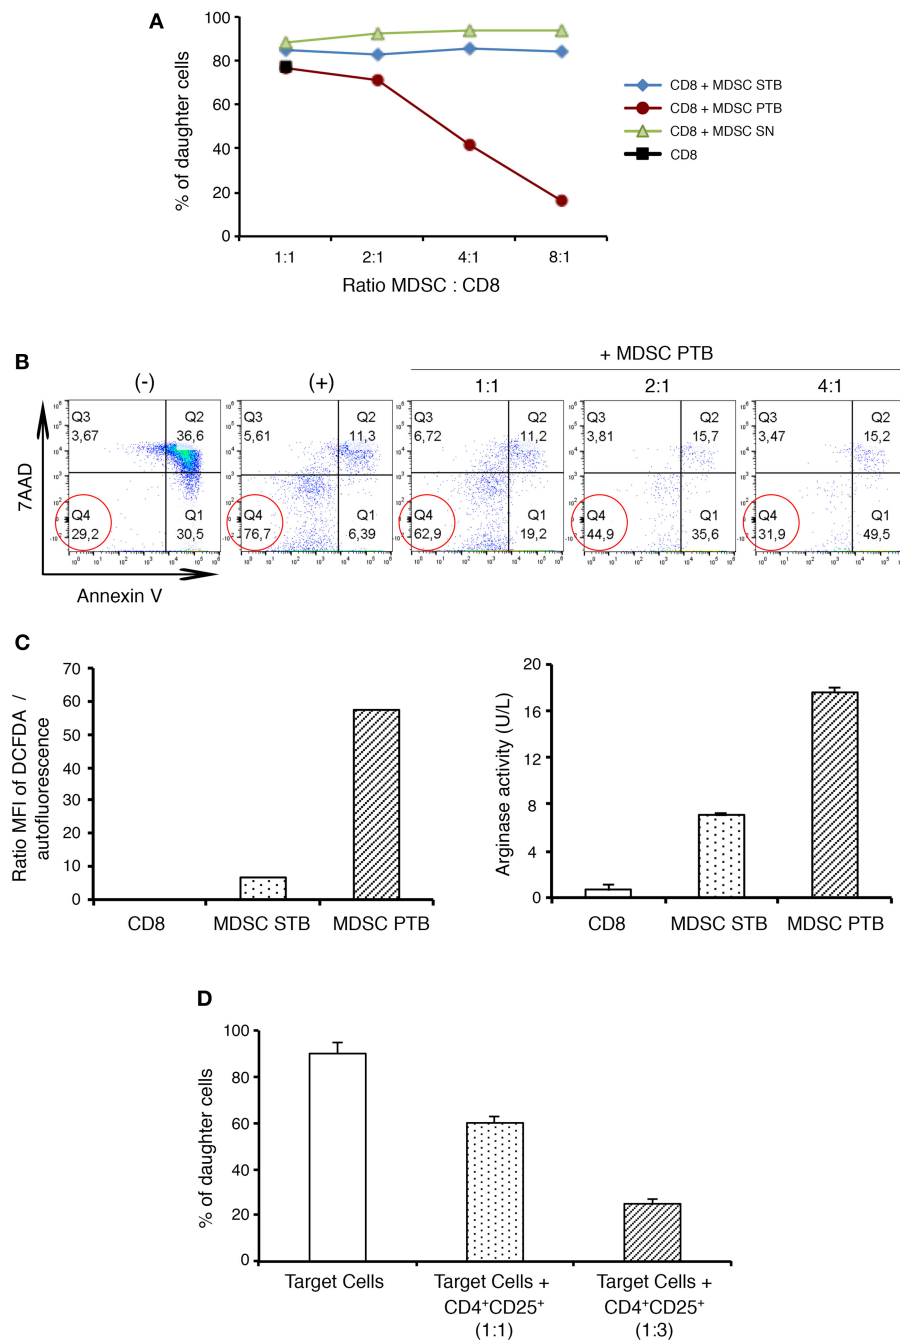 A
% of daughter cells
100
80
60
40
20
0
1:1 2:1 4:1 8:1
Ratio MDSC : CD8
CD8 + MDSC STB
CD8 + MDSC PTB
CD8 + MDSC SN
CD8
B
+ MDSC PTB
(-) (+) 1:1 2:1 4:1
7AAD
Annexin V
Q3 3,67
Q2 36,6
Q4 29,2
Q1 30,5
Q3 5,61
Q2 11,3
Q4 76,7
Q1 6,39
Q3 6,72
Q2 11,2
Q4 62,9
Q1 19,2
Q3 3,81
Q2 15,7
Q4 44,9
Q1 35,6
Q3 3,47
Q2 15,2
Q4 31,9
Q1 49,5
C
Ratio MFI of DCFDA /
autofluorescence
70
60
50
40
30
20
10
0
CD8 MDSC STB MDSC PTB
Arginase activity (U/L)
20
16
12
8
4
0
CD8 MDSC STB MDSC PTB
D
% of daughter cells
100
80
60
40
20
0
Target Cells
Target Cells +
CD4⁺CD25⁺
(1:1)
Target Cells +
CD4⁺CD25⁺
(1:3)